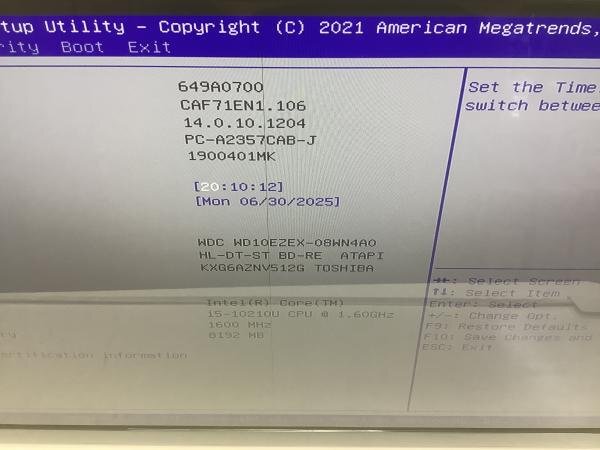 tup Utility - Copyright (C) 2021 American Megatrends,
rity Boot Exit
649A0700
CAF71EN1.106
14.0.10.1204
PC-A2357CAB-J
1900401MK
[20:10:12]
[Mon 06/30/2025]
WDC WD10EZEX-08WN4A0
HL-DT-ST BD-RE ATAPI
KXG6AZNV512G TOSHIBA
Intel(R) Core(TM)
i5-10210U CPU @ 1.60GHz
1600 MHz
8192 MB
ty
ertification information
Set the Time.
switch betwee
→←: Select Screen
↑↓: Select Item
Enter: Select
+/-: Change Opt.
F9: Restore Defaults
F10: Save Changes and
ESC: Exit